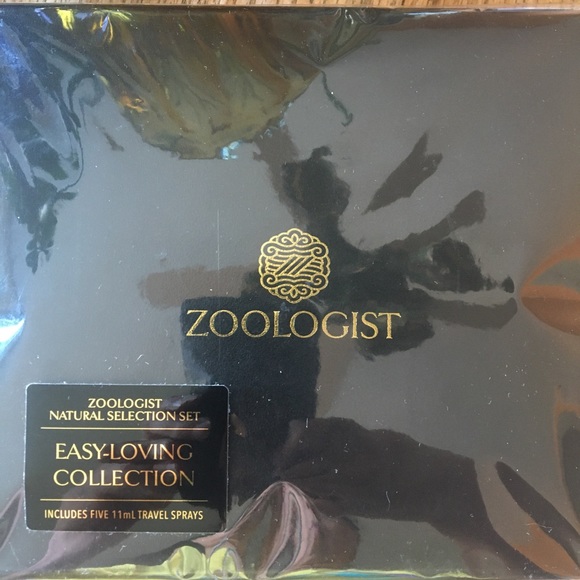 ZOOLOGIST
ZOOLOGIST
NATURAL SELECTION SET
EASY-LOVING
COLLECTION
INCLUDES FIVE 11mL TRAVEL SPRAYS